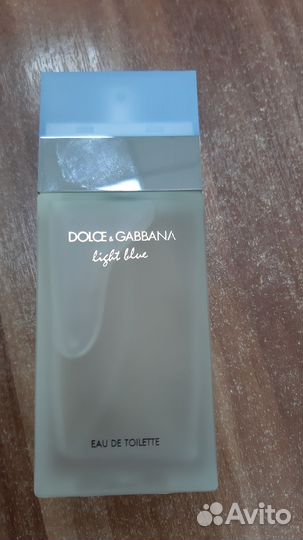 DOLCE & GABBANA
light blue
EAU DE TOILETTE
Avito